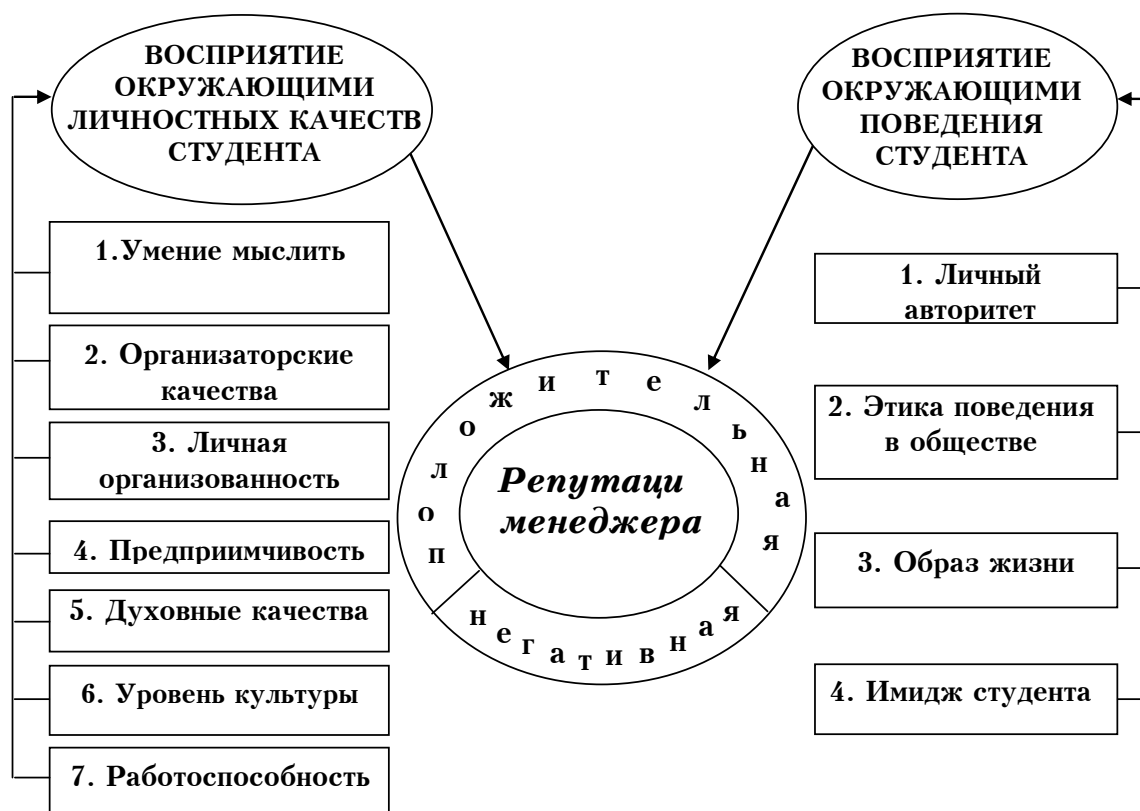 ВОСПРИЯТИЕ
ОКРУЖАЮЩИМИ
ЛИЧНОСТНЫХ КАЧЕСТВ
СТУДЕНТА
1.Умение мыслить
2. Организаторские
качества
3. Личная
организованность
4. Предприимчивость
5. Духовные качества
6. Уровень культуры
7. Работоспособность
положительная
Репутаци
менеджера
негативная
ВОСПРИЯТИЕ
ОКРУЖАЮЩИМИ
ПОВЕДЕНИЯ
СТУДЕНТА
1. Личный
авторитет
2. Этика поведения
в обществе
3. Образ жизни
4. Имидж студента